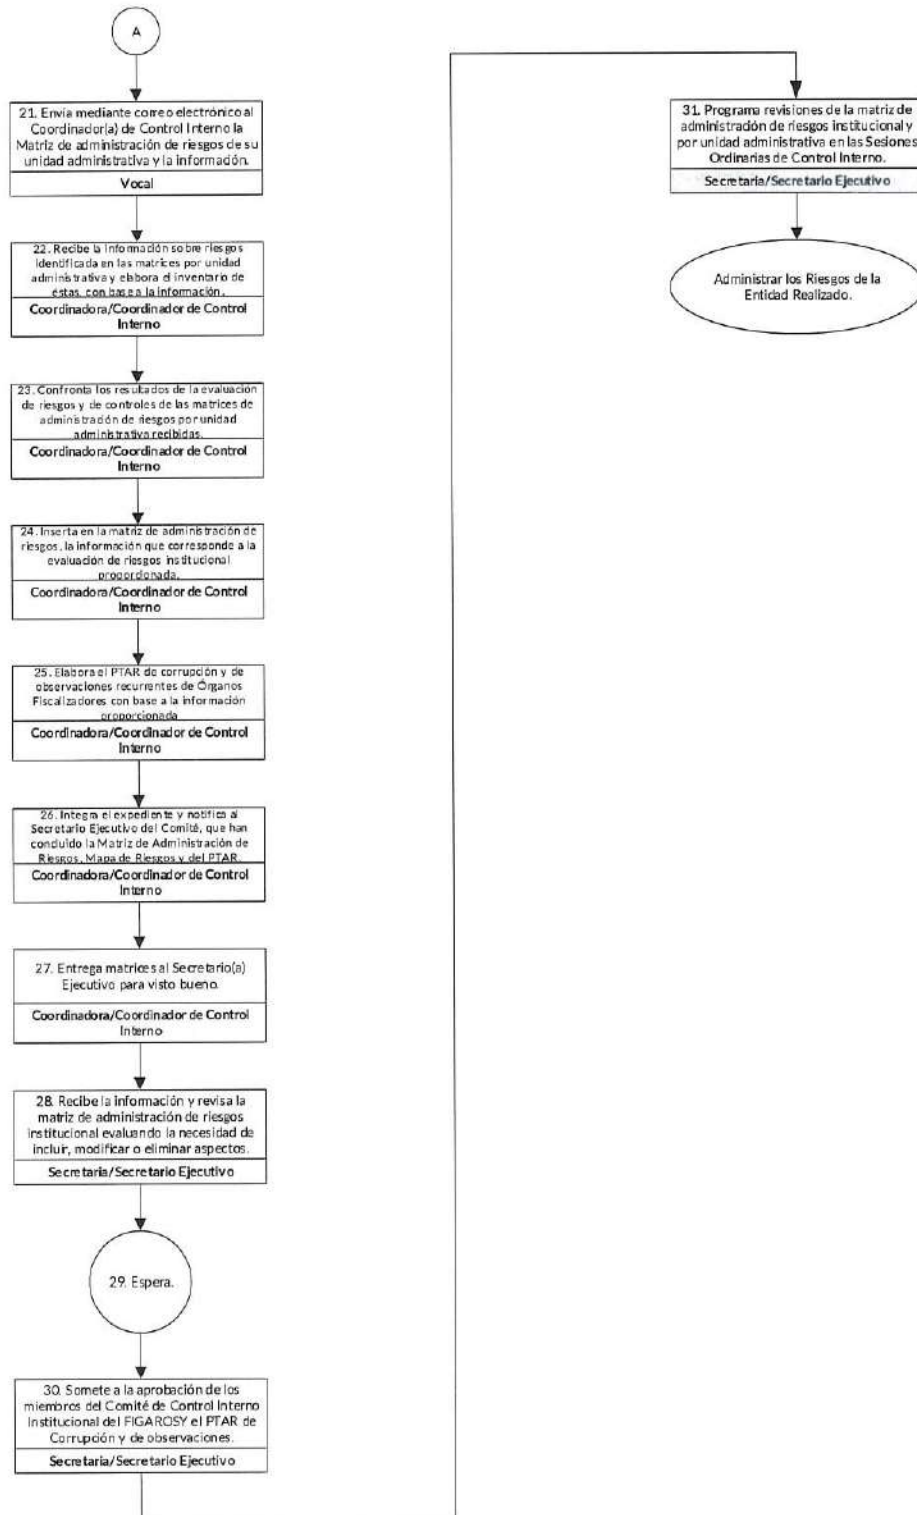 A
21. Envía mediante correo electrónico al
Coordinador(a) de Control Interno la
Matriz de administración de riesgos de su
unidad administrativa y la información.
Vocal
22. Recibe la información sobre riesgos
identificada en las matrices por unidad
administrativa y elabora el inventario de
éstas, con base a la información.
Coordinadora/Coordinador de Control
Interno
23. Confronta los resultados de la evaluación
de riesgos y de controles de las matrices de
administración de riesgos por unidad
administrativa recibidas.
Coordinadora/Coordinador de Control
Interno
24. Inserta en la matriz de administración de
riesgos, la información que corresponde a la
evaluación de riesgos institucional
proporcionada.
Coordinadora/Coordinador de Control
Interno
25. Elabora el PTAR de corrupción y de
observaciones recurrentes de Órganos
Fiscalizadores con base a la información
proporcionada
Coordinadora/Coordinador de Control
Interno
26. Integra el expediente y notifica al
Secretario Ejecutivo del Comité, que han
concluido la Matriz de Administración de
Riesgos, Mapa de Riesgos y del PTAR.
Coordinadora/Coordinador de Control
Interno
27. Entrega matrices al Secretario(a)
Ejecutivo para visto bueno.
Coordinadora/Coordinador de Control
Interno
28. Recibe la información y revisa la
matriz de administración de riesgos
institucional evaluando la necesidad de
incluir, modificar o eliminar aspectos.
Secretaria/Secretario Ejecutivo
29. Espera.
30. Somete a la aprobación de los
miembros del Comité de Control Interno
Institucional del FIGAROSY el PTAR de
Corrupción y de observaciones.
Secretaria/Secretario Ejecutivo
31. Programa revisiones de la matriz de
administración de riesgos institucional y
por unidad administrativa en las Sesiones
Ordinarias de Control Interno.
Secretaria/Secretario Ejecutivo
Administrar los Riesgos de la
Entidad Realizado.